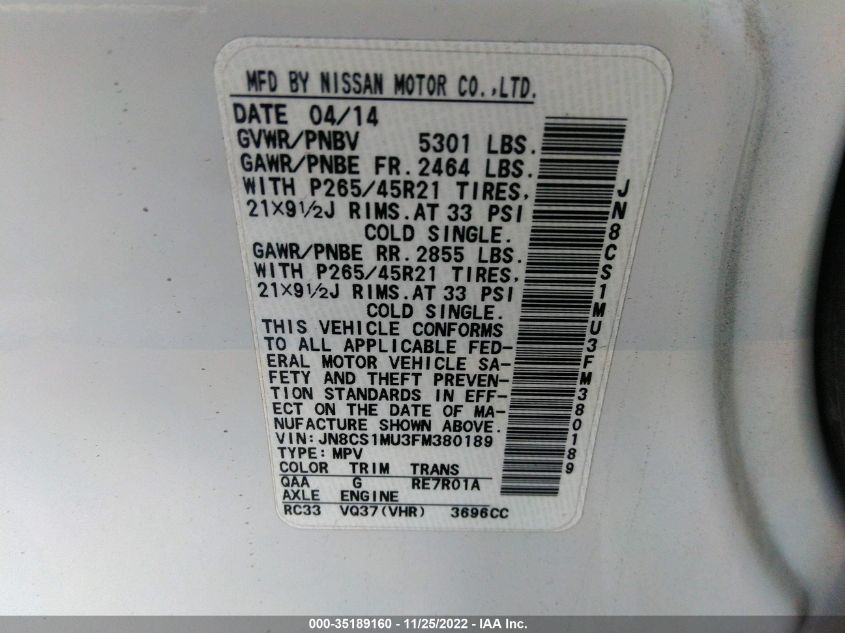 MFD BY NISSAN MOTOR CO.,LTD.
DATE 04/14
GVWR/PNBV 5301 LBS.
GAWR/PNBE FR. 2464 LBS.
WITH P265/45R21 TIRES,
21×9½J RIMS.AT 33 PSI
COLD SINGLE.
GAWR/PNBE RR. 2855 LBS.
WITH P265/45R21 TIRES,
21×9½J RIMS.AT 33 PSI
COLD SINGLE.
THIS VEHICLE CONFORMS
TO ALL APPLICABLE FED-
ERAL MOTOR VEHICLE SA-
FETY AND THEFT PREVEN-
TION STANDARDS IN EFF-
ECT ON THE DATE OF MA-
NUFACTURE SHOWN ABOVE.
VIN:JN8CS1MU3FM380189
TYPE:MPV
COLOR TRIM TRANS
QAA G RE7R01A
AXLE ENGINE
RC33 VQ37(VHR) 3696CC
JN8CS1MU3FM380189
000-35189160 - 11/25/2022 - IAA Inc.